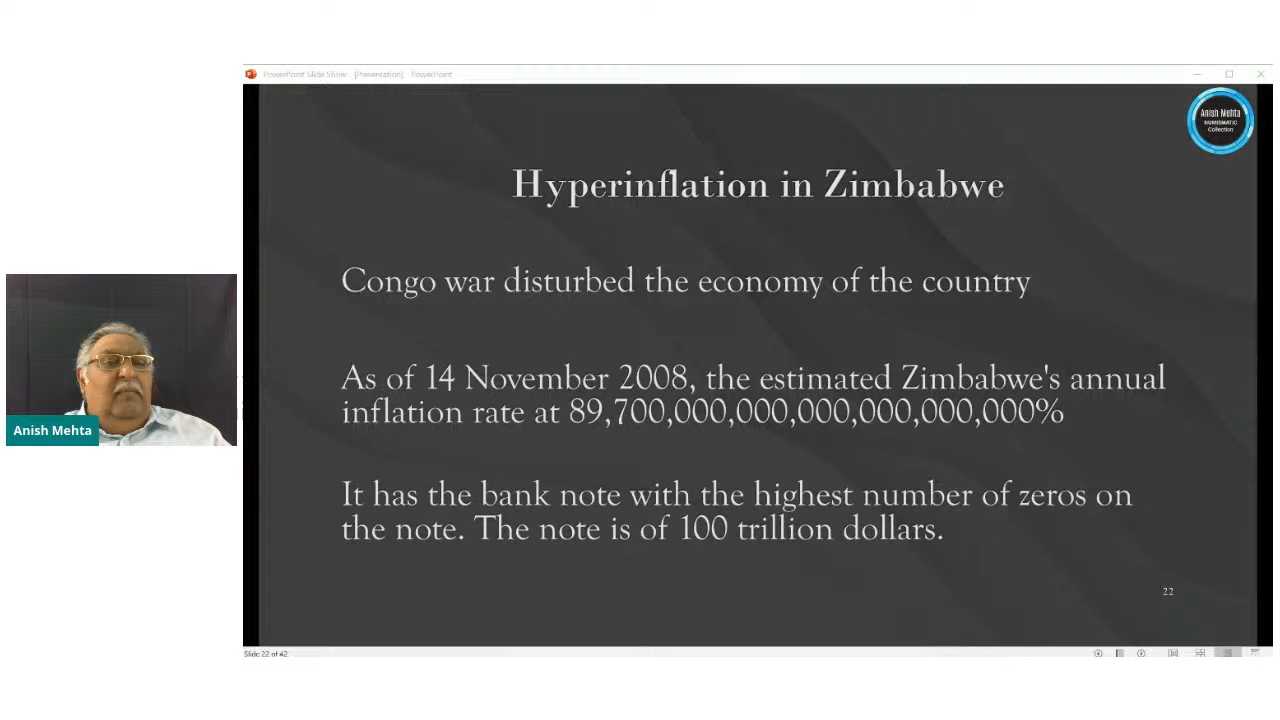 PowerPoint Slide Show - [Presentation] - PowerPoint
Anish Mehta
NUMISMATIC
Collection
Hyperinflation in Zimbabwe
Congo war disturbed the economy of the country
As of 14 November 2008, the estimated Zimbabwe's annual
inflation rate at 89,700,000,000,000,000,000,000%
It has the bank note with the highest number of zeros on
the note. The note is of 100 trillion dollars.
22
Slide 22 of 42
Anish Mehta